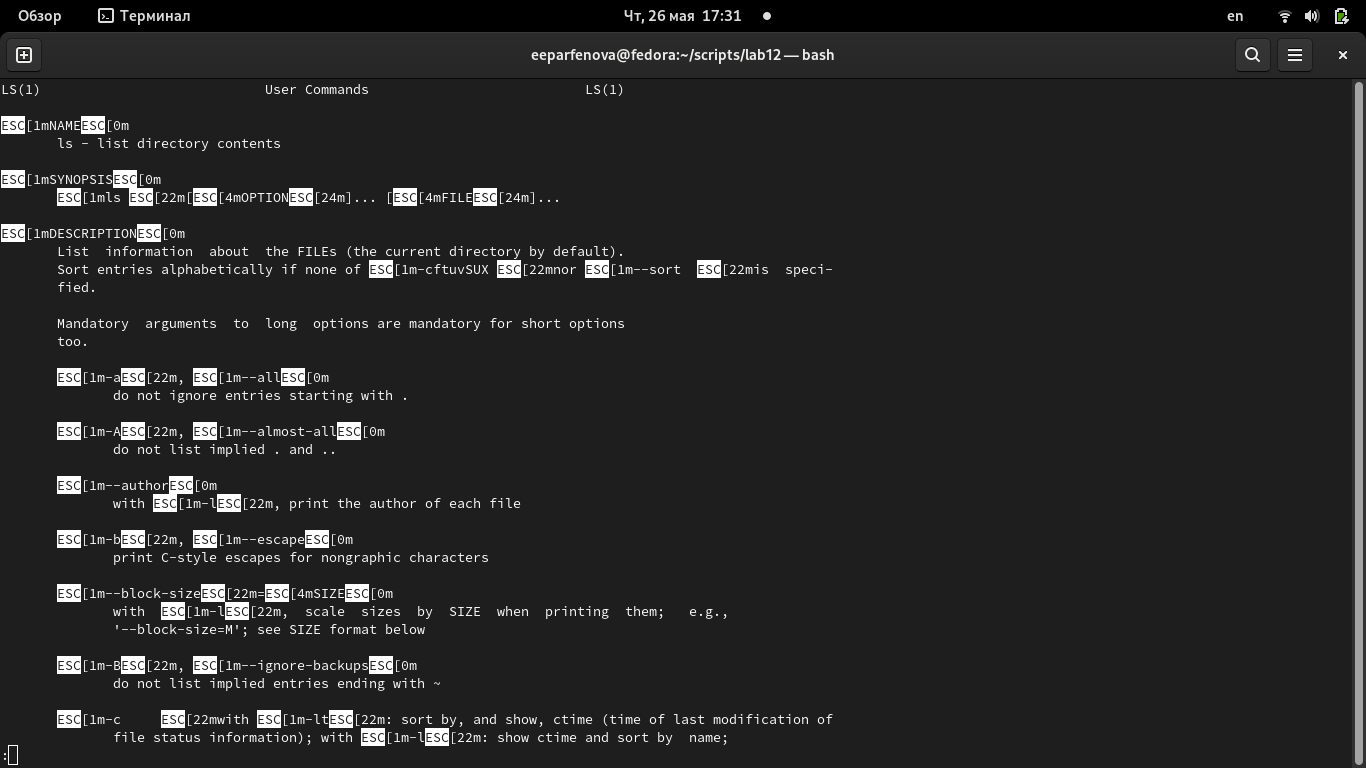 Обзор Терминал Чт, 26 мая 17:31 en
eeparfenova@fedora:~/scripts/lab12 — bash
LS(1) User Commands LS(1)
ESC[1mNAMEESC[0m
ls - list directory contents
ESC[1mSYNOPSISESC[0m
ESC[1mls ESC[22m[ESC[4mOPTIONESC[24m]... [ESC[4mFILEESC[24m]...
ESC[1mDESCRIPTIONESC[0m
List information about the FILEs (the current directory by default).
Sort entries alphabetically if none of ESC[1m-cftuvSUX ESC[22mnor ESC[1m--sort ESC[22mis speci-
fied.
Mandatory arguments to long options are mandatory for short options
too.
ESC[1m-aESC[22m, ESC[1m--allESC[0m
do not ignore entries starting with .
ESC[1m-AESC[22m, ESC[1m--almost-allESC[0m
do not list implied . and ..
ESC[1m--authorESC[0m
with ESC[1m-lESC[22m, print the author of each file
ESC[1m-bESC[22m, ESC[1m--escapeESC[0m
print C-style escapes for nongraphic characters
ESC[1m--block-sizeESC[22m=ESC[4mSIZEESC[0m
with ESC[1m-lESC[22m, scale sizes by SIZE when printing them; e.g.,
'--block-size=M'; see SIZE format below
ESC[1m-BESC[22m, ESC[1m--ignore-backupsESC[0m
do not list implied entries ending with ~
ESC[1m-c ESC[22mwith ESC[1m-ltESC[22m: sort by, and show, ctime (time of last modification of
file status information); with ESC[1m-lESC[22m: show ctime and sort by name;
: